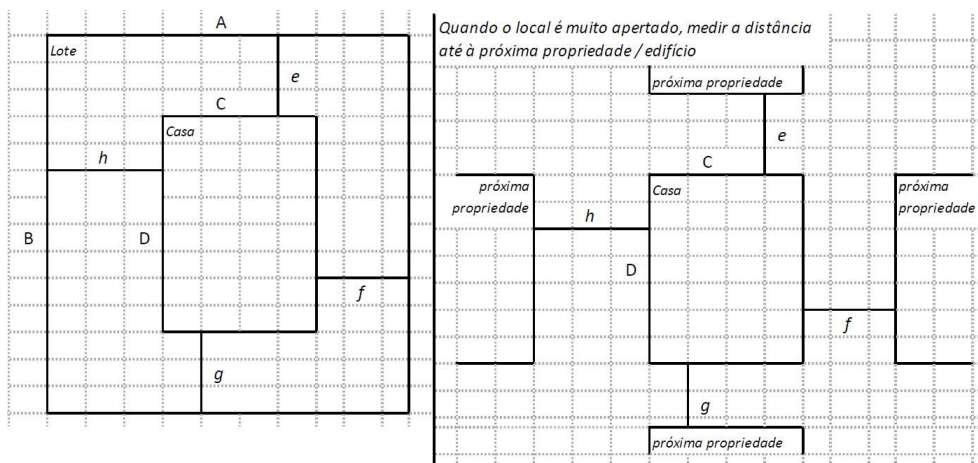 A
Lote
e
C
Casa
h
B
D
f
g
Quando o local é muito apertado, medir a distância
até à próxima propriedade / edifício
próxima propriedade
e
C
próxima
propriedade
Casa
próxima
propriedade
h
D
f
g
próxima propriedade